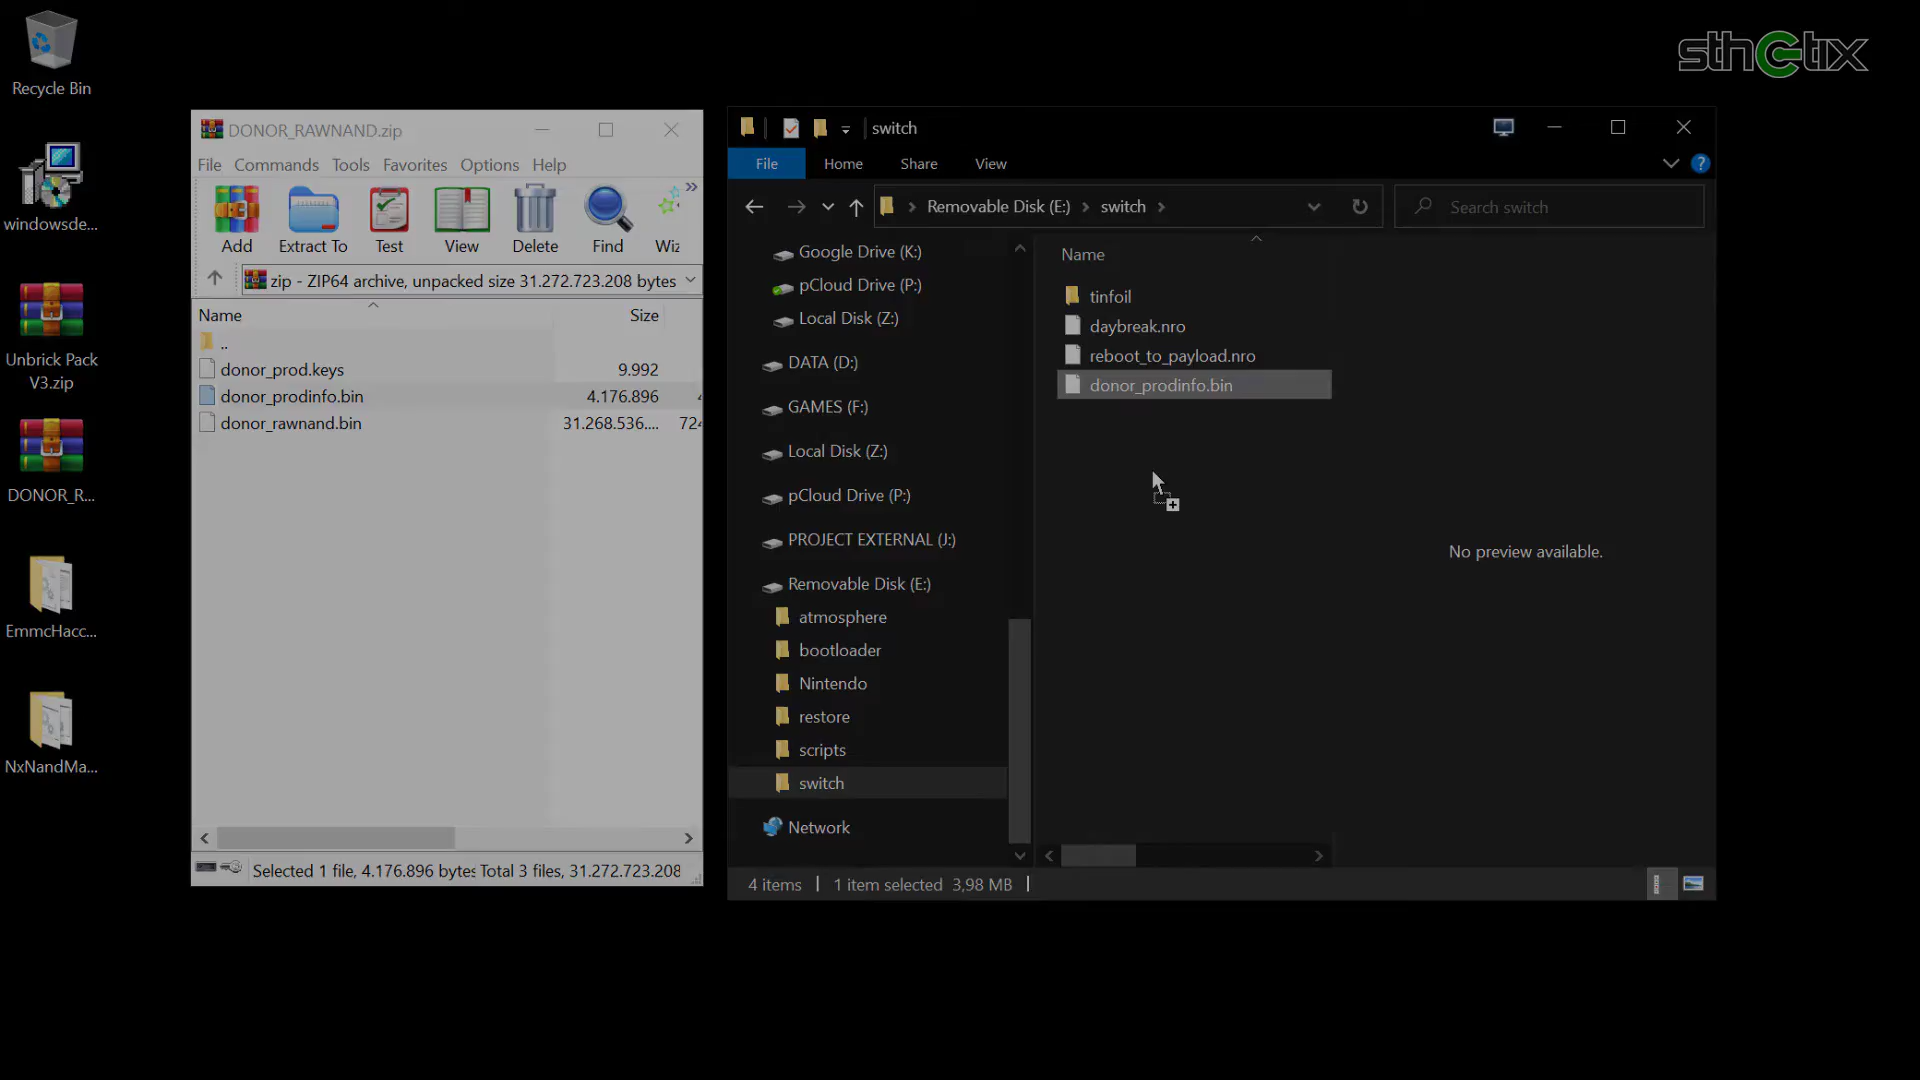 Recycle Bin
windowsde...
Unbrick Pack
V3.zip
DONOR_R...
EmmcHacc...
NxNandMa...
DONOR_RAWNAND.zip
File Commands Tools Favorites Options Help
Add Extract To Test View Delete Find Wiz
zip - ZIP64 archive, unpacked size 31.272.723.208 bytes
Name Size
..
donor_prod.keys 9.992
donor_prodinfo.bin 4.176.896
donor_rawnand.bin 31.268.536.... 724
Selected 1 file, 4.176.896 bytes Total 3 files, 31.272.723.208
sthetix
switch
File Home Share View
Removable Disk (E:) switch
Search switch
Google Drive (K:)
pCloud Drive (P:)
Local Disk (Z:)
DATA (D:)
GAMES (F:)
Local Disk (Z:)
pCloud Drive (P:)
PROJECT EXTERNAL (J:)
Removable Disk (E:)
atmosphere
bootloader
Nintendo
restore
scripts
switch
Network
Name
tinfoil
daybreak.nro
reboot_to_payload.nro
donor_prodinfo.bin
No preview available.
4 items 1 item selected 3,98 MB